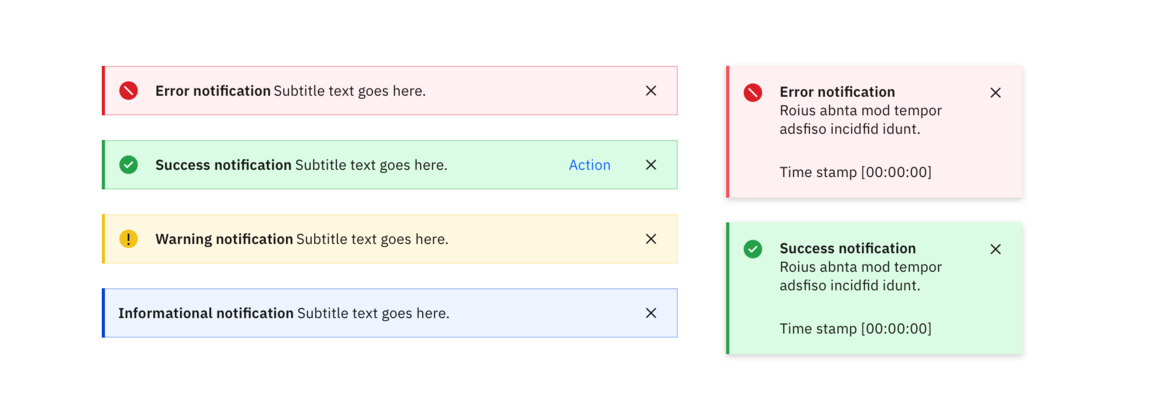 Error notification Subtitle text goes here.
Success notification Subtitle text goes here. Action
Warning notification Subtitle text goes here.
Informational notification Subtitle text goes here.
Error notification
Roius abnta mod tempor
adsfiso incidfid idunt.
Time stamp [00:00:00]
Success notification
Roius abnta mod tempor
adsfiso incidfid idunt.
Time stamp [00:00:00]